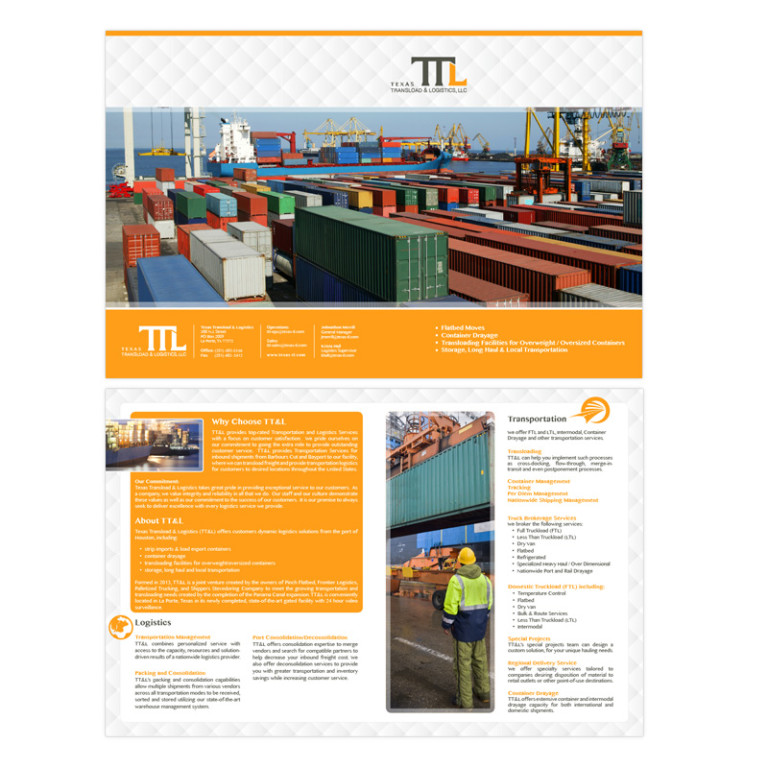 TTL
TEXAS
TRANSLOAD & LOGISTICS, LLC
TTL
TEXAS
TRANSLOAD & LOGISTICS, LLC
Texas Transload & Logistics
Operations
Sales
General Manager
• Flatbed Moves
• Container Drayage
• Transloading Facilities for Overweight / Oversized Containers
• Storage, Long Hed & Local Transportation
Why Choose TT&L
TT&L provides top-rated Transportation and Logistics Services
with a focus on customer satisfaction. we pride ourselves on
our commitment to going the extra mile to provide outstanding
customer service. TT&L provides Transportation Services for
inbound shipments from Barbours Cut and Bayport to our facility,
where we can transload freight and provide transportation logistics
for customers to desired locations throughout the United States.
Our Commitment:
Texas Transload & Logistics takes great pride in providing exceptional service to our customers. As
a company, we value integrity and reliability in all that we do. Our staff and our culture demonstrate
these values as well as our commitment to the success of our customers. It is our promise to always
seek to deliver excellence with every logistics service we provide.
About TT&L
Texas Transload & Logistics (TT&L) offers customers dynamic logistics solutions from the port of
Houston, including:
• strip imports & load export containers
• container drayage
• transloading facilities for overweight/oversized containers
• storage, long haul and local transportation
Formed in 2011, TT&L is a joint venture created by the owners of Pinch Flatbed, Frontier Logistics,
Palletized Trucking, and Shippers Stevedoring Company to meet the growing transportation and
transloading needs created by the completion of the Panama Canal expansion. TT&L is conveniently
located in La Porte, Texas in its newly completed, state-of-the-art gated facility with 24 hour video
surveillance.
Logistics
Transportation Management
TT&L combines personalized service with
access to the capacity, resources and solution-
driven results of a nationwide logistics provider.
Packing and Consolidation
TT&L's parking and consolidation capabilities
allow multiple shipments from various vendors
across all transportation modes to be received,
sorted and stored utilizing our state-of-the-art
warehouse management system.
Port Consolidation/Deconsolidation
TT&L offers consolidation expertise to merge
vendors and search for compatible partners to
help decrease your inbound freight cost. we
also offer deconsolidation services to provide
you with greater transportation and inventory
savings while increasing customer service.
Transportation
we offer FTL and LTL, Intermodal, Container
Drayage and other transportation services.
Transloading
TT&L can help you implement such processes
as cross-docking, flow-through, merge-in-
transit and even postponement processes.
Container Management
Tracking
Per Diem Management
Nationwide Shipping Management
Truck Brokerage Services
we broker the following services:
• Full Truckload (FTL)
• Less Than Truckload (LTL)
• Dry van
• Flatbed
• Refrigerated
• Specialized heavy Haul / Over Dimensional
• nationwide Port and Rail Drayage
Domestic Truckload (FTL) including:
• Temperature Control
• Flatbed
• Dry van
• Bulk & Route Services
• Less Than Truckload (LTL)
• Intermodal
Special Projects
TT&L's special projects team can design a
custom solution, for your unique hauling needs.
Regional Delivery Service
We offer specialty services tailored to
companies desiring disposition of material to
retail outlets or other point-of-use destinations.
Container Drayage
TT&L offers extensive container and intermodal
drayage capacity for both international and
domestic shipments.